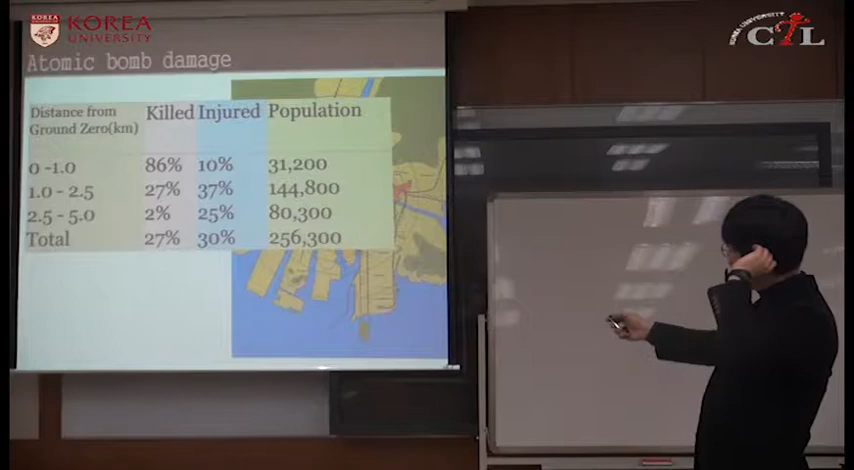 KOREA
UNIVERSITY
KOREA UNIVERSITY
CTL
Atomic bomb damage
Distance from Ground Zero(km) Killed Injured Population
0 -1.0 86% 10% 31,200
1.0 - 2.5 27% 37% 144,800
2.5 - 5.0 2% 25% 80,300
Total 27% 30% 256,300